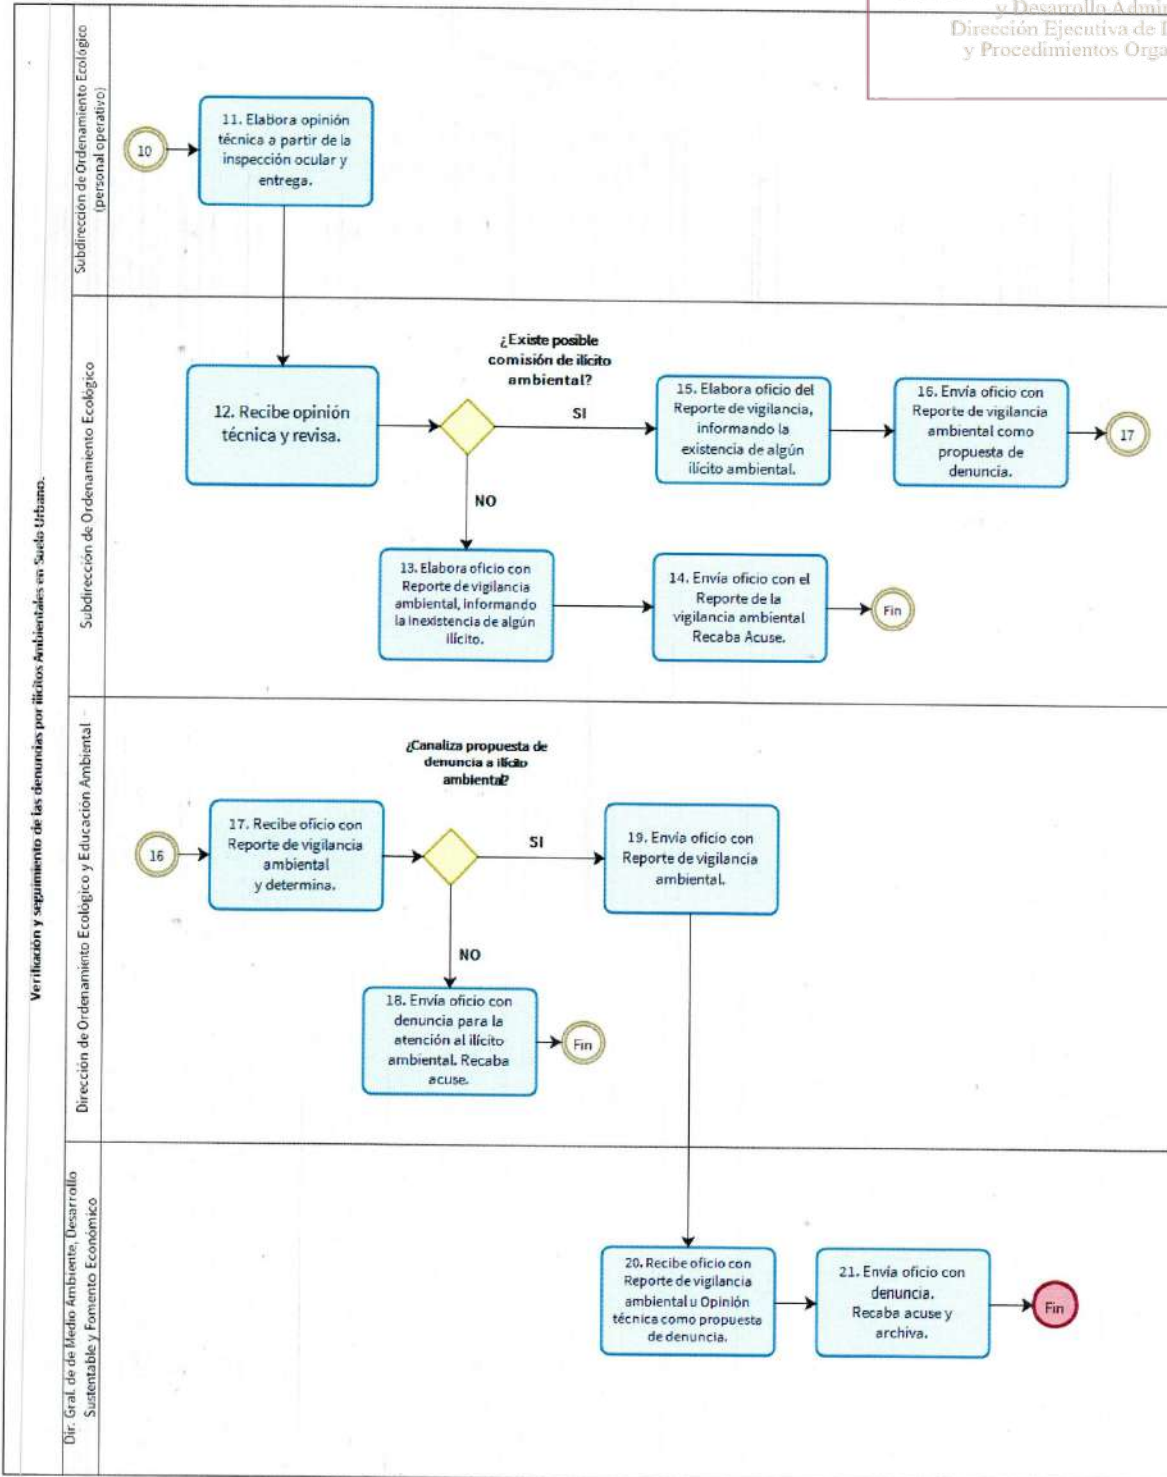 y Desarrollo Admin
Dirección Ejecutiva de
y Procedimientos Orga
Verificación y seguimiento de las denuncias por ilícitos Ambientales en Suelo Urbano.
Subdirección de Ordenamiento Ecológico
(personal operativo)
10
11. Elabora opinión
técnica a partir de la
inspección ocular y
entrega.
Subdirección de Ordenamiento Ecológico
12. Recibe opinión
técnica y revisa.
¿Existe posible
comisión de ilícito
ambiental?
SI
15. Elabora oficio del
Reporte de vigilancia,
informando la
existencia de algún
ilícito ambiental.
16. Envía oficio con
Reporte de vigilancia
ambiental como
propuesta de
denuncia.
17
NO
13. Elabora oficio con
Reporte de vigilancia
ambiental, informando
la inexistencia de algún
ilícito.
14. Envía oficio con el
Reporte de la
vigilancia ambiental
Recaba Acuse.
Fin
Dirección de Ordenamiento Ecológico y Educación Ambiental
16
17. Recibe oficio con
Reporte de vigilancia
ambiental
y determina.
¿Canaliza propuesta de
denuncia a ilícito
ambiental?
SI
19. Envía oficio con
Reporte de vigilancia
ambiental.
NO
18. Envía oficio con
denuncia para la
atención al ilícito
ambiental. Recaba
acuse.
Fin
Dir. Gral. de de Medio Ambiente, Desarrollo
Sustentable y Fomento Económico
20. Recibe oficio con
Reporte de vigilancia
ambiental u Opinión
técnica como propuesta
de denuncia.
21. Envía oficio con
denuncia.
Recaba acuse y
archiva.
Fin